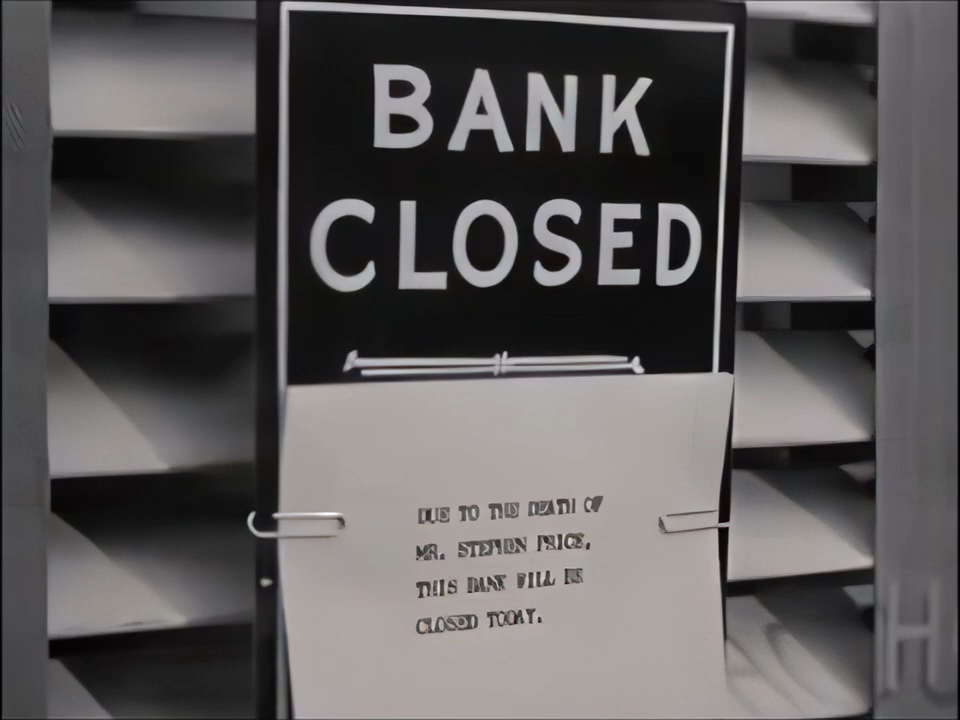 BANK
CLOSED
DUE TO THE DEATH OF
MR. STEPHEN PRICE,
THIS BANK WILL BE
CLOSED TODAY.
H